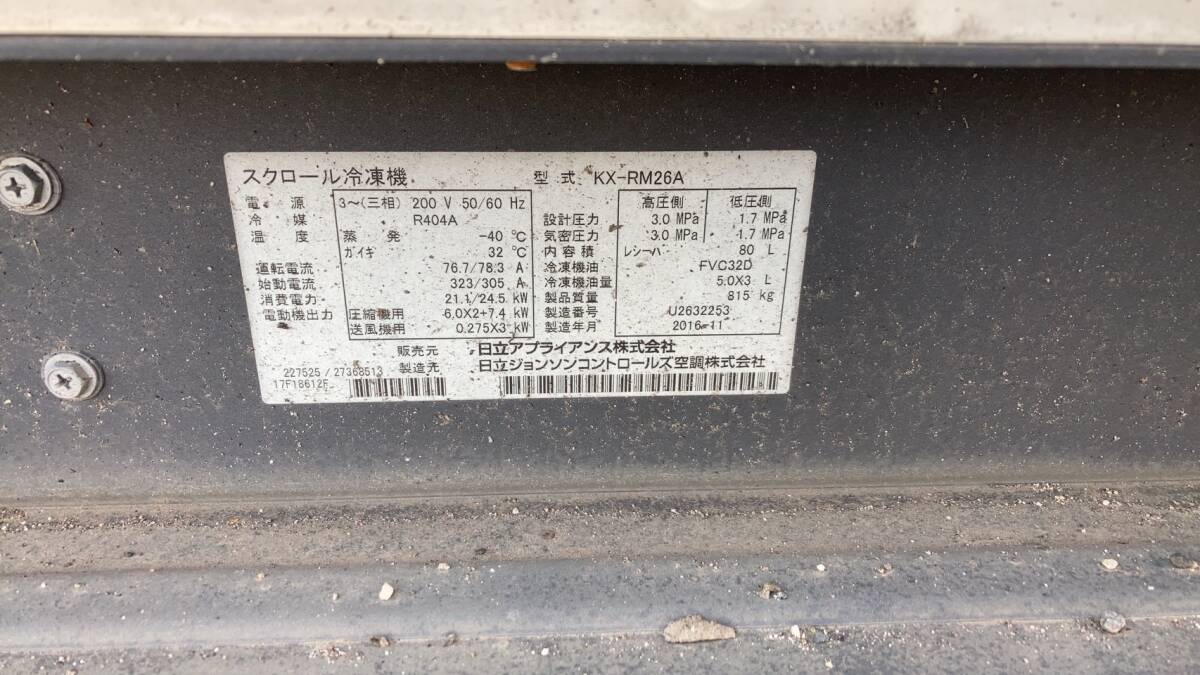 スクロール冷凍機 型式 KX-RM26A
電源 3～(三相) 200 V 50/60 Hz 高圧側 低圧側
冷媒 R404A 設計圧力 3.0 MPa 1.7 MPa
温度 蒸発 -40 ℃ 気密圧力 3.0 MPa 1.7 MPa
ガイキ 32 ℃ 内容積 レシーバ 80 L
運転電流 76.7/78.3 A 冷凍機油 FVC32D
始動電流 323/305 A 冷凍機油量 5.0X3 L
消費電力 21.1/24.5 kW 製品質量 815 kg
電動機出力 圧縮機用 6.0X2+7.4 kW 製造番号 U2632253
送風機用 0.275X3 kW 製造年月 2016-11
販売元 日立アプライアンス株式会社
227525 / 27368513 製造元 日立ジョンソンコントロールズ空調株式会社
17F18612F